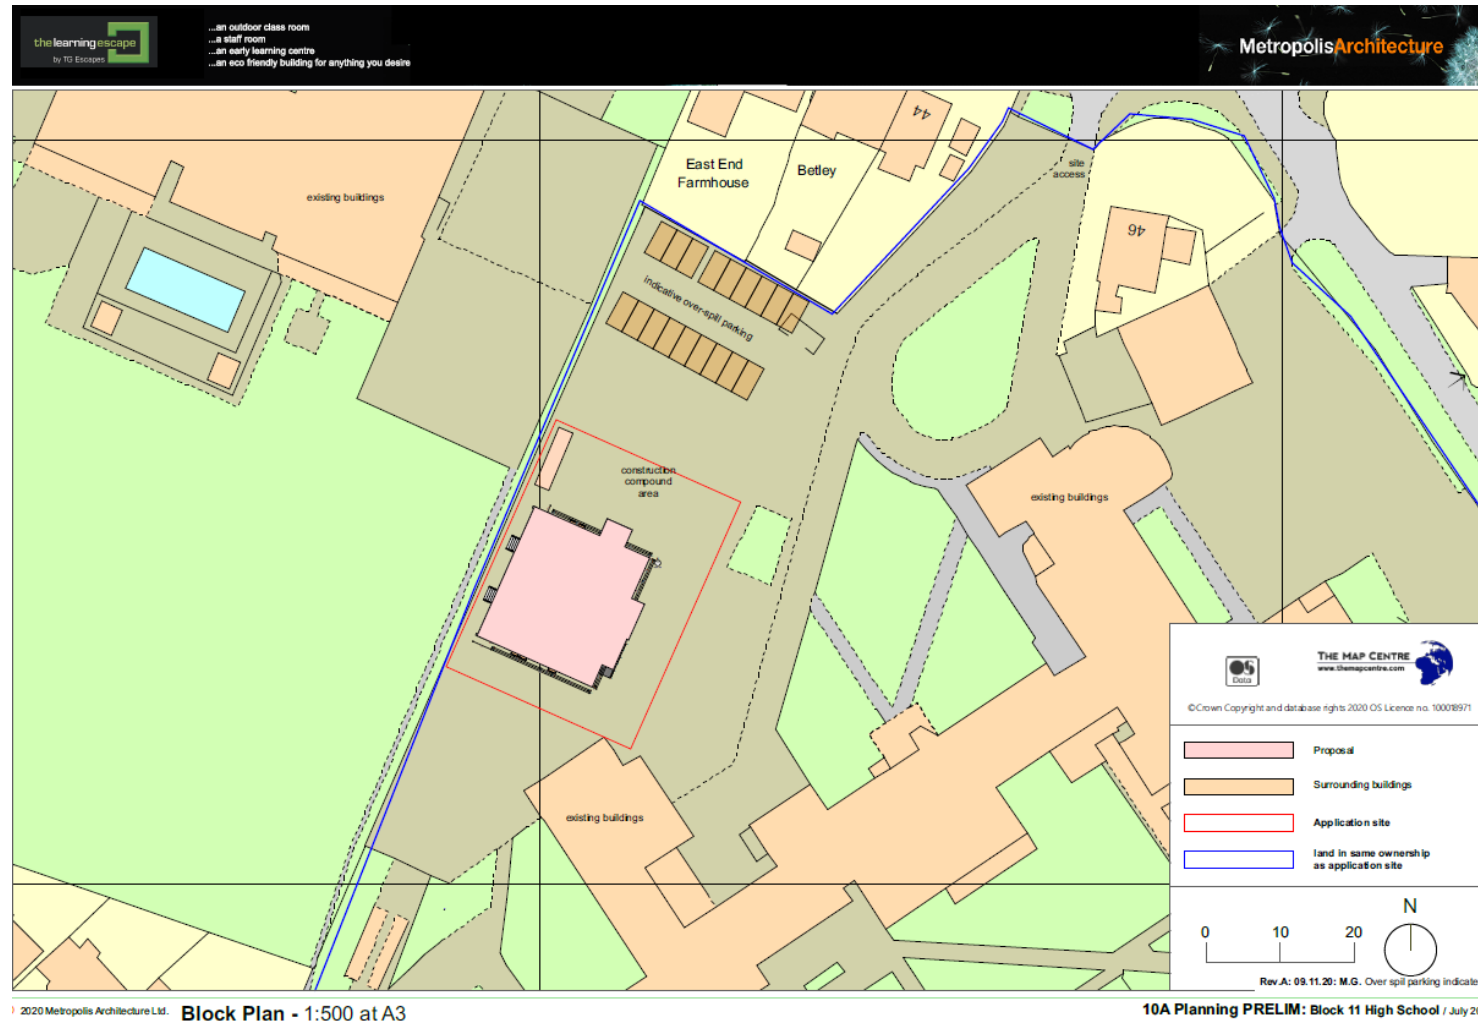 thelearningescape
by TG Escapes
...an outdoor class room
...a staff room
...an early learning centre
...an eco friendly building for anything you desire
MetropolisArchitecture
44
East End
Farmhouse
Betley
site
access
existing buildings
46
indicative over-spill parking
construction
compound
area
existing buildings
existing buildings
OS
Data
THE MAP CENTRE
www.themapcentre.com
©Crown Copyright and database rights 2020 OS Licence no. 100018971
Proposal
Surrounding buildings
Application site
land in same ownership
as application site
N
0 10 20
Rev.A: 09.11.20: M.G. Over spill parking indicate
2020 Metropolis Architecture Ltd. Block Plan - 1:500 at A3
10A Planning PRELIM: Block 11 High School / July 20